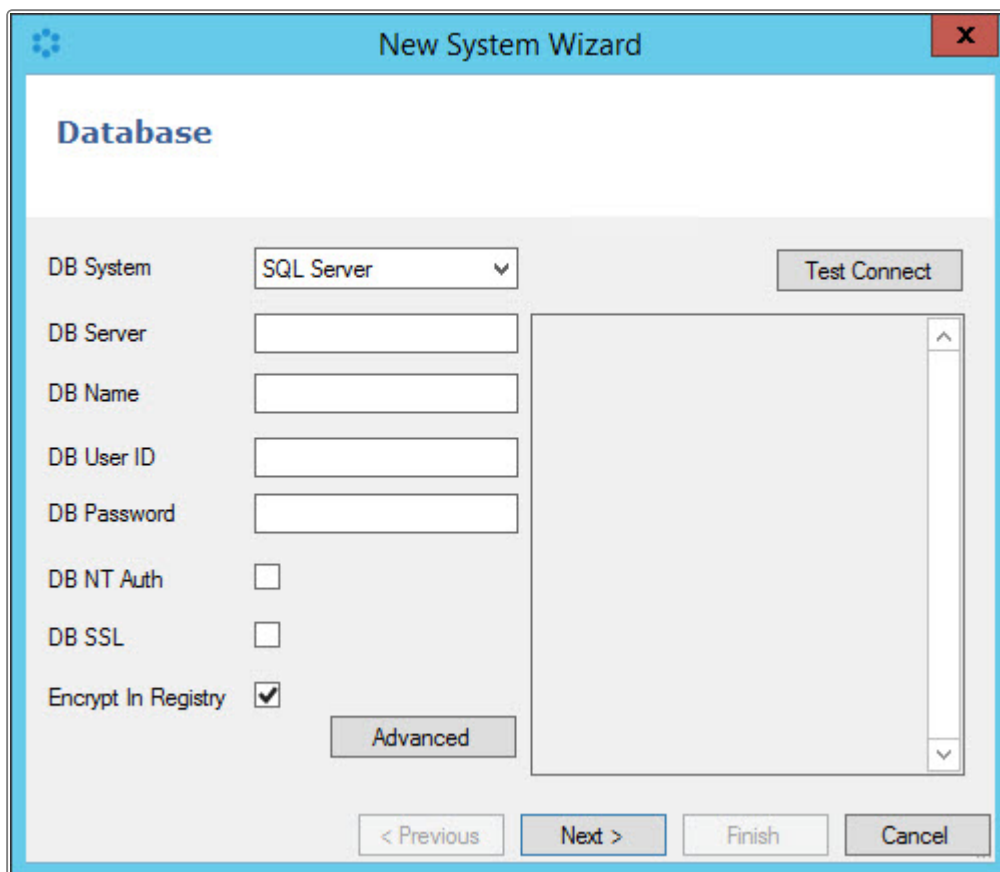 New System Wizard
x
Database
DB System
SQL Server
Test Connect
DB Server
DB Name
DB User ID
DB Password
DB NT Auth
DB SSL
Encrypt In Registry
Advanced
< Previous
Next >
Finish
Cancel